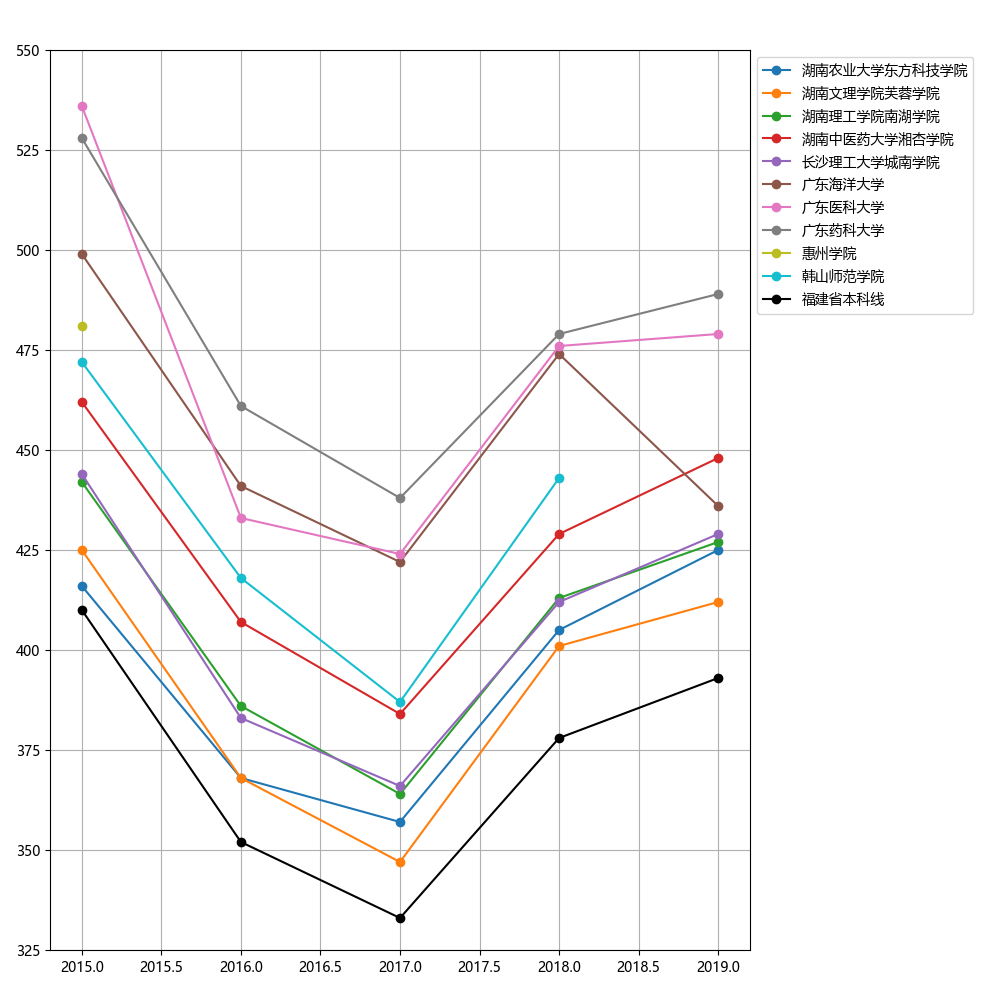 550
525
500
475
450
425
400
375
350
325
2015.0 2015.5 2016.0 2016.5 2017.0 2017.5 2018.0 2018.5 2019.0
湖南农业大学东方科技学院
湖南文理学院芙蓉学院
湖南理工学院南湖学院
湖南中医药大学湘杏学院
长沙理工大学城南学院
广东海洋大学
广东医科大学
广东药科大学
惠州学院
韩山师范学院
福建省本科线